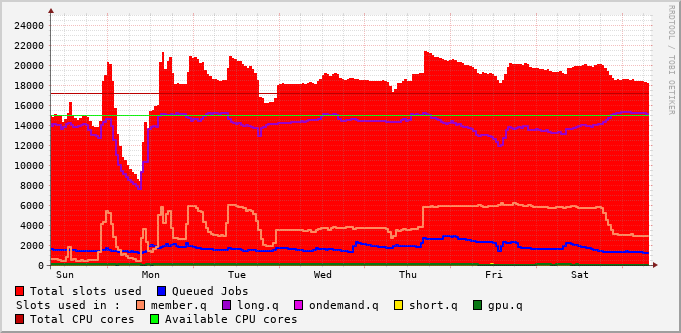 24000
22000
20000
18000
16000
14000
12000
10000
8000
6000
4000
2000
0
Sun Mon Tue Wed Thu Fri Sat
RRDTOOL / TOBI OETIKER
Total slots used Queued Jobs
Slots used in : member.q long.q ondemand.q short.q gpu.q
Total CPU cores Available CPU cores